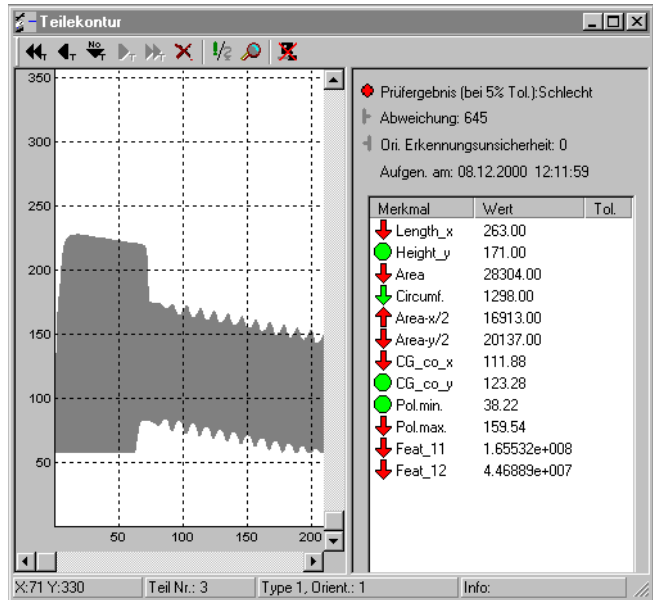 Teilekontur
No
T T T T T 1/2
350
300
250
200
150
100
50
50 100 150 200
Prüfergebnis (bei 5% Tol.):Schlecht
Abweichung: 645
Ori. Erkennungsunsicherheit: 0
Aufgen. am: 08.12.2000 12:11:59
Merkmal Wert Tol.
Length_x 263.00
Height_y 171.00
Area 28304.00
Circumf. 1298.00
Area-x/2 16913.00
Area-y/2 20137.00
CG_co_x 111.88
CG_co_y 123.28
Pol.min. 38.22
Pol.max. 159.54
Feat_11 1.65532e+008
Feat_12 4.46889e+007
X:71 Y:330 Teil Nr.: 3 Type 1, Orient.: 1 Info: